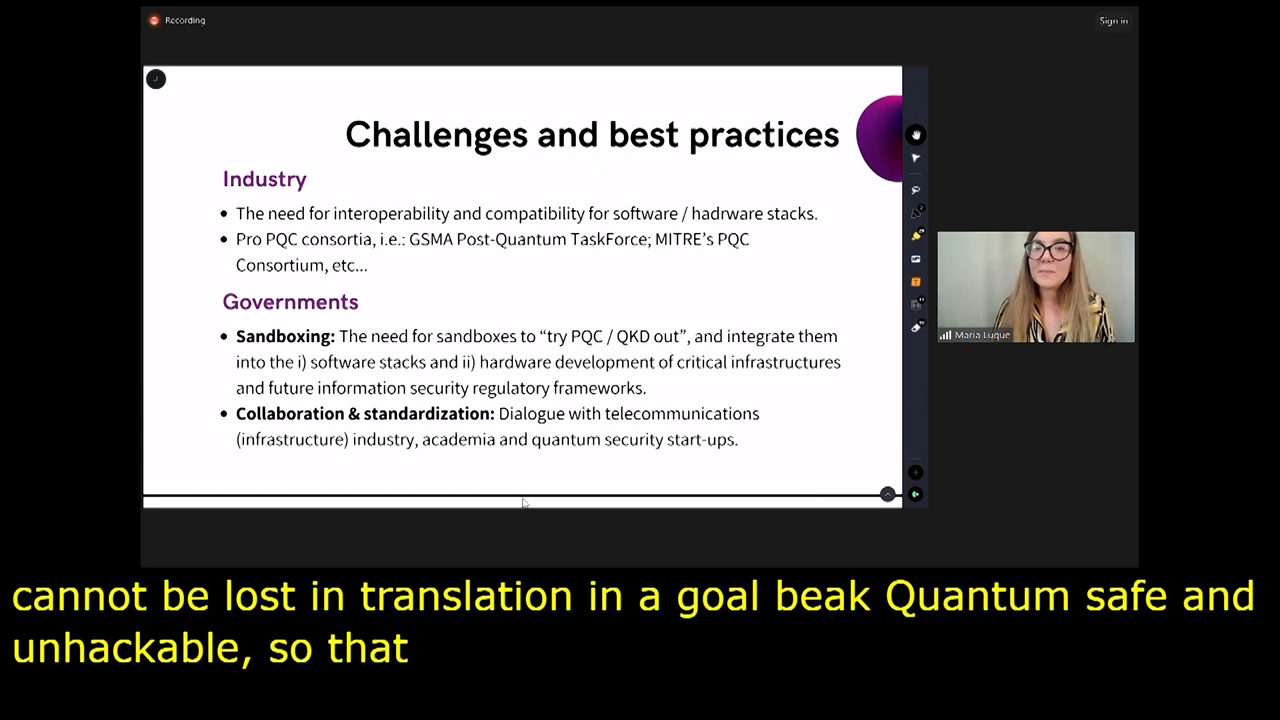 Recording
Sign in
Challenges and best practices
Industry
• The need for interoperability and compatibility for software / hadrware stacks.
• Pro PQC consortia, i.e.: GSMA Post-Quantum TaskForce; MITRE’s PQC
Consortium, etc...
Governments
• Sandboxing: The need for sandboxes to “try PQC / QKD out”, and integrate them
into the i) software stacks and ii) hardware development of critical infrastructures
and future information security regulatory frameworks.
• Collaboration & standardization: Dialogue with telecommunications
(infrastructure) industry, academia and quantum security start-ups.
Maria Luque
cannot be lost in translation in a goal beak Quantum safe and
unhackable, so that